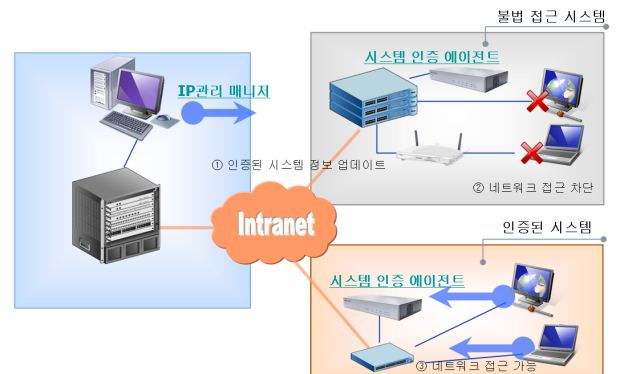 불법 접근 시스템
시스템 인증 에이전트
IP관리 매니저
① 인증된 시스템 정보 업데이트
② 네트워크 접근 차단
Intranet
인증된 시스템
시스템 인증 에이전트
③ 네트워크 접근 가능